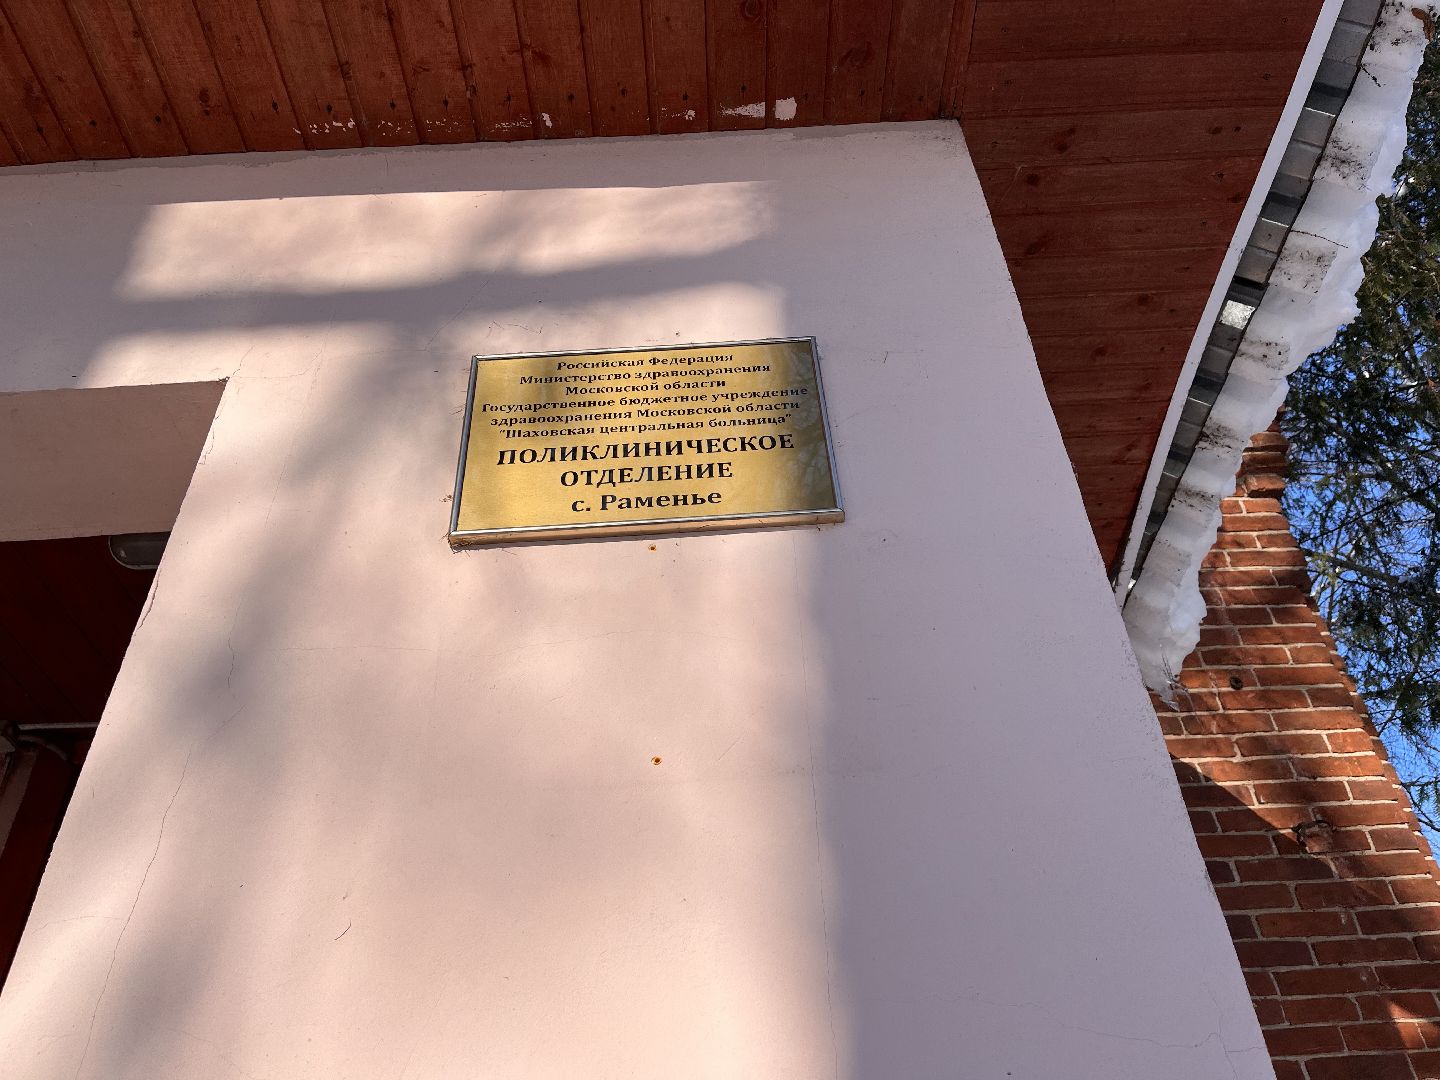 Российская Федерация
Министерство здравоохранения
Московской области
Государственное бюджетное учреждение
здравоохранения Московской области
"Шаховская центральная больница"
ПОЛИКЛИНИЧЕСКОЕ
ОТДЕЛЕНИЕ
с. Раменье